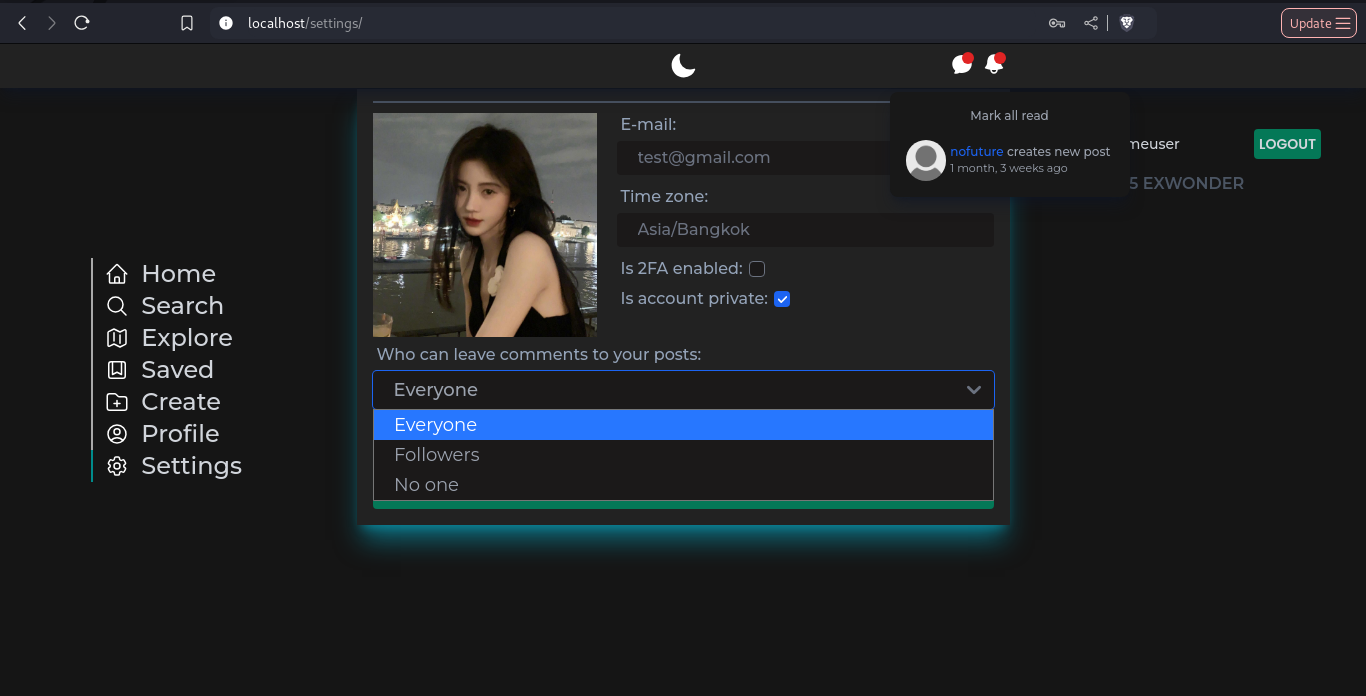 localhost/settings/
Update
Mark all read
nofuture creates new post
1 month, 3 weeks ago
meuser
LOGOUT
5 EXWONDER
Home
Search
Explore
Saved
Create
Profile
Settings
E-mail:
test@gmail.com
Time zone:
Asia/Bangkok
Is 2FA enabled:
Is account private:
Who can leave comments to your posts:
Everyone
Everyone
Followers
No one